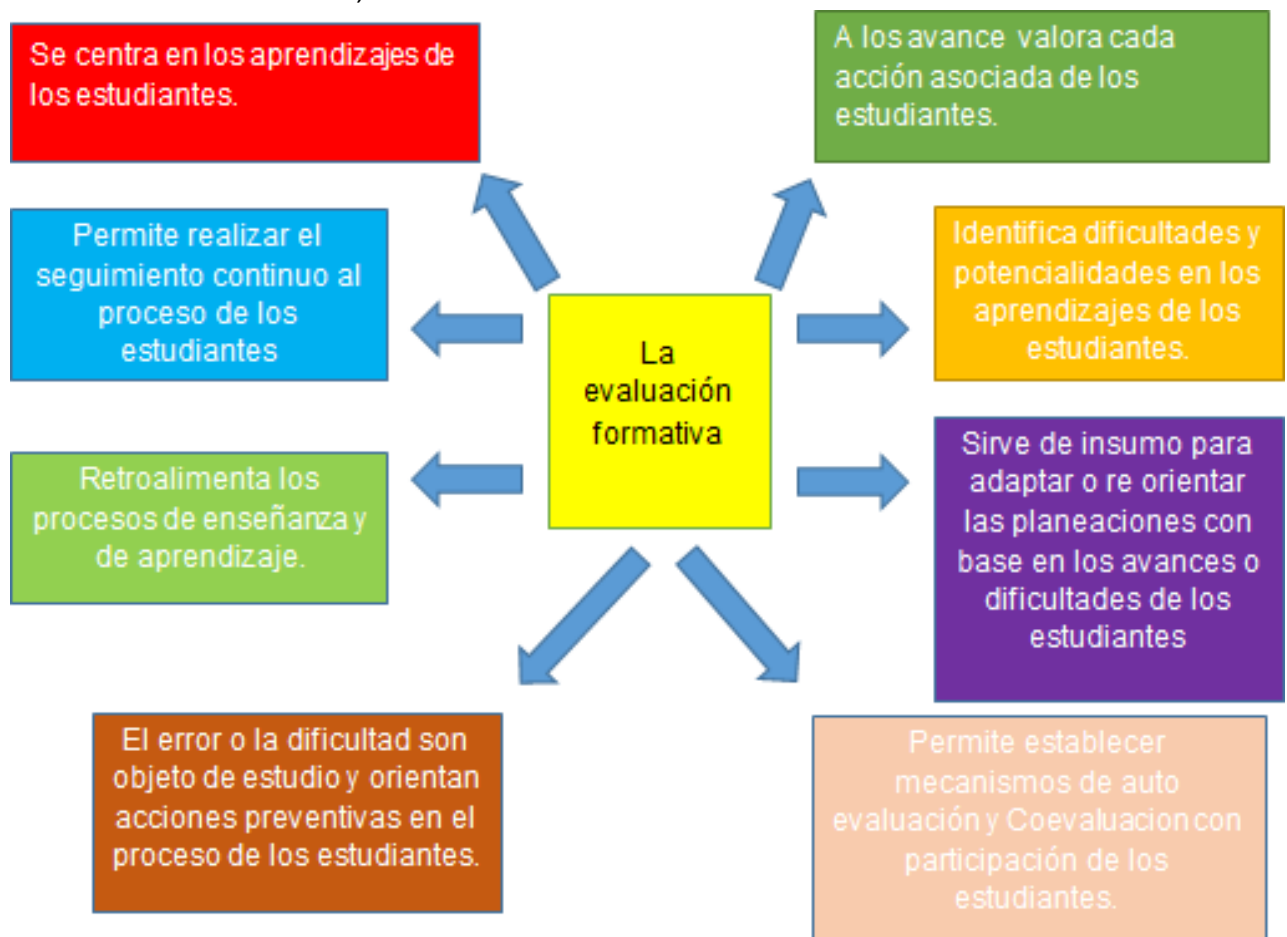 Se centra en los aprendizajes de
los estudiantes.
A los avance valora cada
acción asociada de los
estudiantes.
Permite realizar el
seguimiento continuo al
proceso de los
estudiantes
Identifica dificultades y
potencialidades en los
aprendizajes de los
estudiantes.
La
evaluación
formativa
Retroalimenta los
procesos de enseñanza y
de aprendizaje.
Sirve de insumo para
adaptar o re orientar
las planeaciones con
base en los avances o
dificultades de los
estudiantes
El error o la dificultad son
objeto de estudio y orientan
acciones preventivas en el
proceso de los estudiantes.
Permite establecer
mecanismos de auto
evaluación y Coevaluacion con
participación de los
estudiantes.